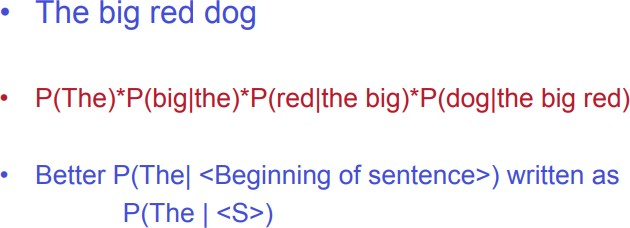 • The big red dog
• P(The)*P(big|the)*P(red|the big)*P(dog|the big red)
• Better P(The| <Beginning of sentence>) written as
P(The | <S>)